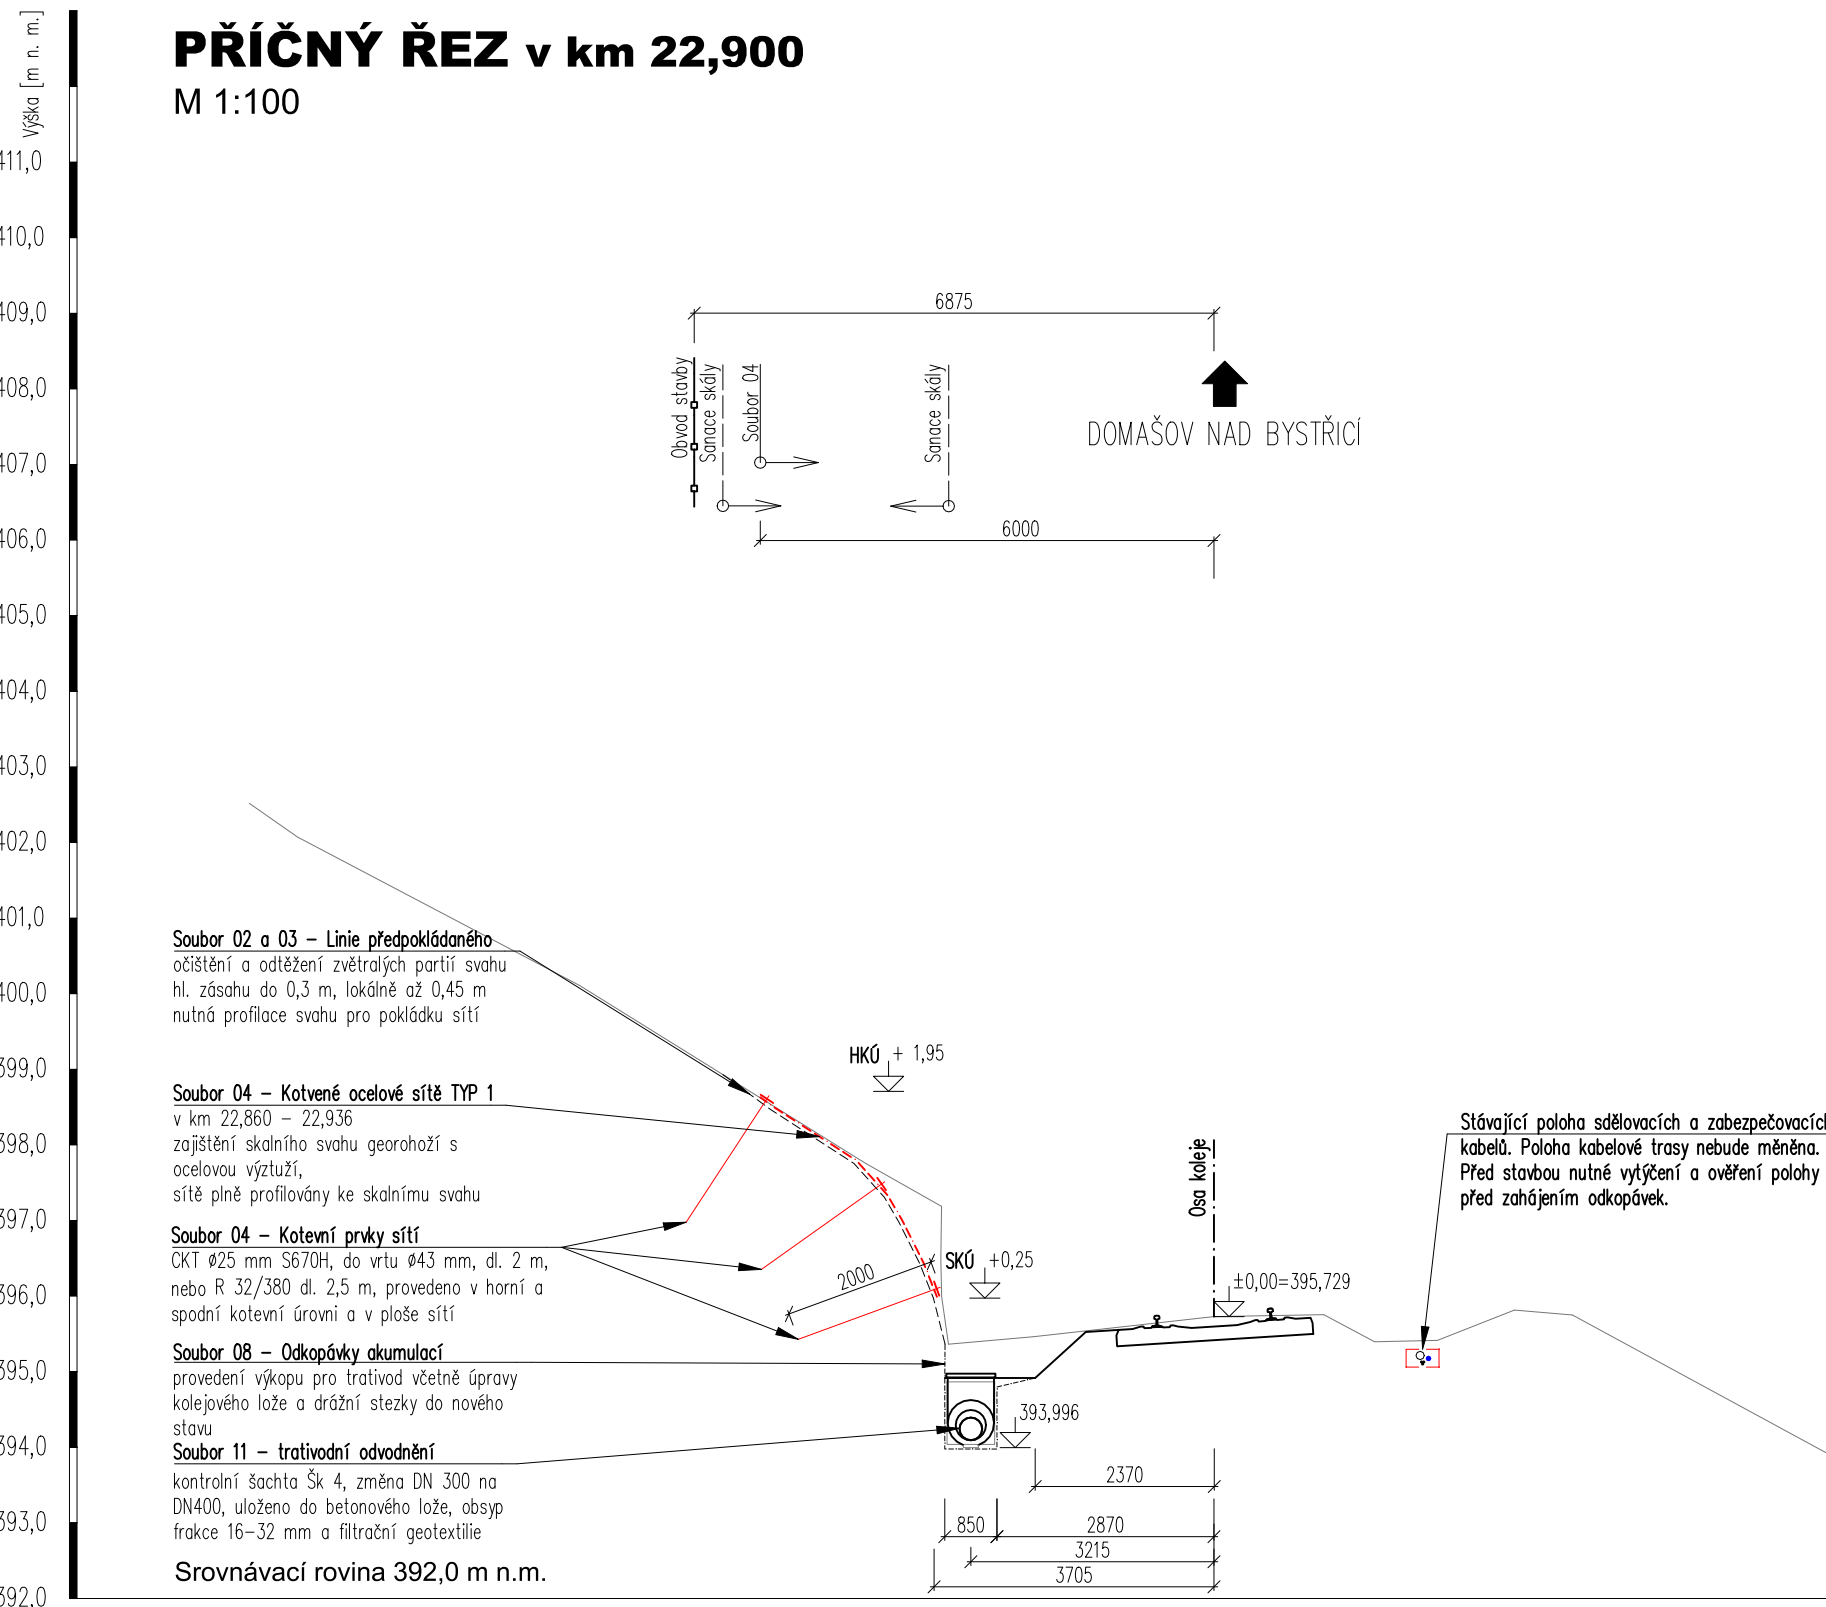 Výška [m n. m.]
PŘÍČNÝ ŘEZ v km 22,900
M 1:100
411,0
410,0
409,0
408,0
407,0
406,0
405,0
404,0
403,0
402,0
401,0
400,0
399,0
398,0
397,0
396,0
395,0
394,0
393,0
392,0
6875
Obvod stavby
Sanace skály
Soubor 04
Sanace skály
DOMAŠOV NAD BYSTŘICÍ
6000
Soubor 02 a 03 – Linie předpokládaného
očištění a odtěžení zvětralých partií svahu
hl. zásahu do 0,3 m, lokálně až 0,45 m
nutná profilace svahu pro pokládku sítí
HKÚ + 1,95
Soubor 04 – Kotvené ocelové sítě TYP 1
v km 22,860 – 22,936
zajištění skalního svahu georohoží s
ocelovou výztuží,
sítě plně profilovány ke skalnímu svahu
Soubor 04 – Kotevní prvky sítí
CKT ø25 mm S670H, do vrtu ø43 mm, dl. 2 m,
nebo R 32/380 dl. 2,5 m, provedeno v horní a
spodní kotevní úrovni a v ploše sítí
2000
SKÚ +0,25
Osa koleje
±0,00=395,729
Stávající poloha sdělovacích a zabezpečovacích
kabelů. Poloha kabelové trasy nebude měněna.
Před stavbou nutné vytýčení a ověření polohy
před zahájením odkopávek.
Soubor 08 – Odkopávky akumulací
provedení výkopu pro trativod včetně úpravy
kolejového lože a drážní stezky do nového
stavu
Soubor 11 – trativodní odvodnění
kontrolní šachta Šk 4, změna DN 300 na
DN400, uloženo do betonového lože, obsyp
frakce 16–32 mm a filtrační geotextilie
393,996
2370
850
2870
3215
3705
Srovnávací rovina 392,0 m n.m.